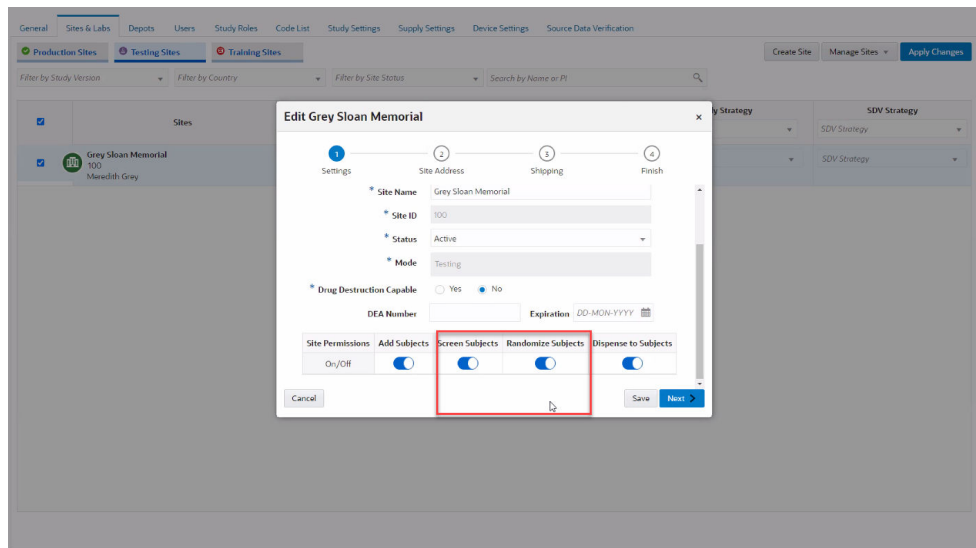 General Sites & Labs Depots Users Study Roles Code List Study Settings Supply Settings Device Settings Source Data Verification
Production Sites Testing Sites Training Sites Create Site Manage Sites Apply Changes
Filter by Study Version Filter by Country Filter by Site Status Search by Name or PI
Sites y Strategy SDV Strategy
SDV Strategy
Grey Sloan Memorial
100
Meredith Grey
SDV Strategy
Edit Grey Sloan Memorial ×
1 2 3 4
Settings Site Address Shipping Finish
* Site Name Grey Sloan Memorial
* Site ID 100
* Status Active
* Mode Testing
* Drug Destruction Capable Yes No
DEA Number Expiration DD-MON-YYYY
Site Permissions Add Subjects Screen Subjects Randomize Subjects Dispense to Subjects
On/Off
Cancel Save Next